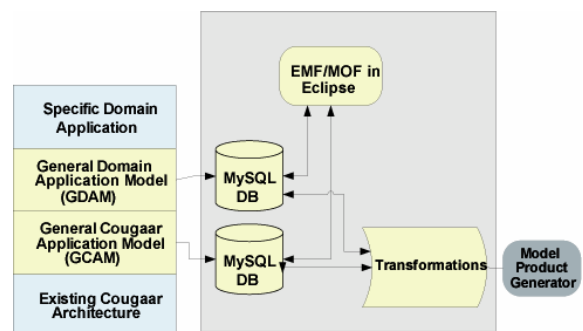 EMF/MOF in
Eclipse
Specific Domain
Application
General Domain
Application Model
(GDAM)
MySQL
DB
General Cougaar
Application Model
(GCAM)
MySQL
DB
Transformations
Model
Product
Generator
Existing Cougaar
Architecture